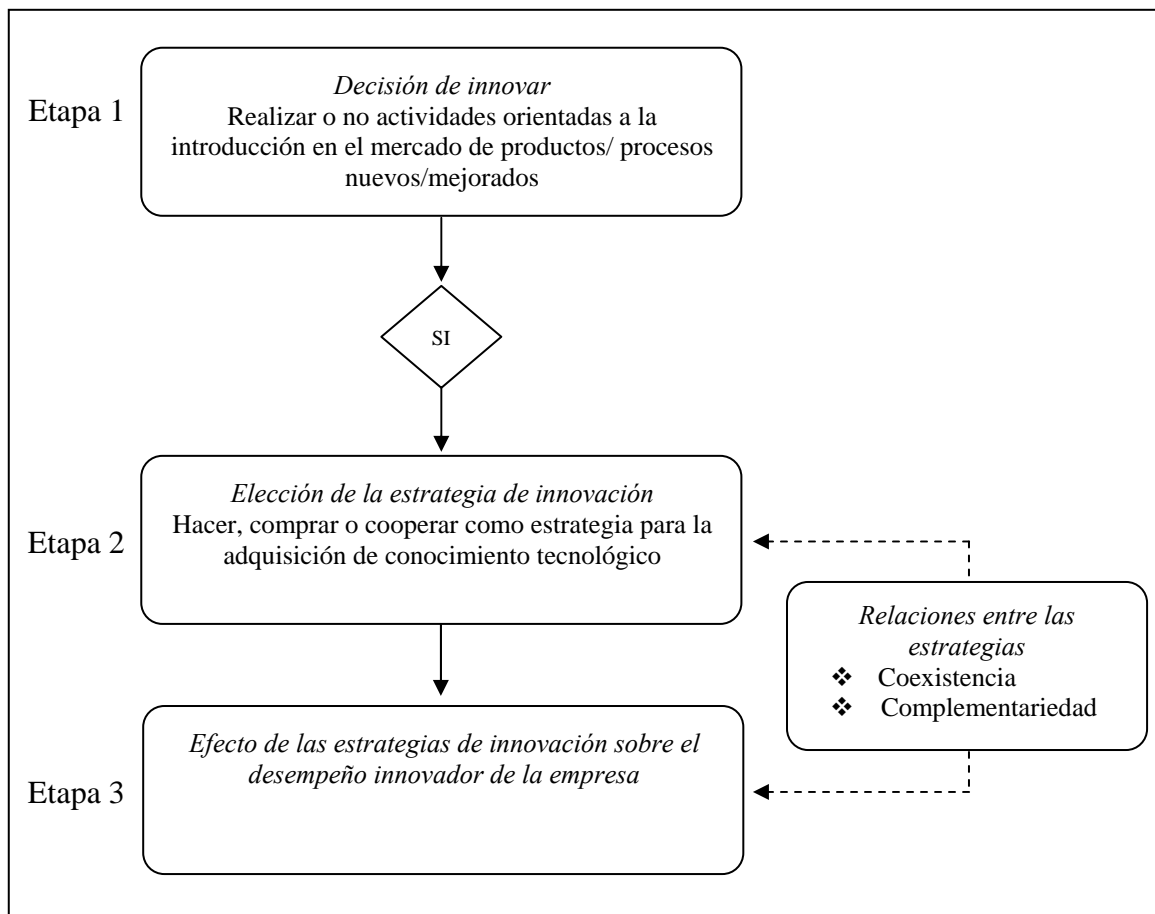 Etapa 1
Decisión de innovar
Realizar o no actividades orientadas a la
introducción en el mercado de productos/ procesos
nuevos/mejorados
SI
Etapa 2
Elección de la estrategia de innovación
Hacer, comprar o cooperar como estrategia para la
adquisición de conocimiento tecnológico
Relaciones entre las
estrategias
❖ Coexistencia
❖ Complementariedad
Etapa 3
Efecto de las estrategias de innovación sobre el
desempeño innovador de la empresa